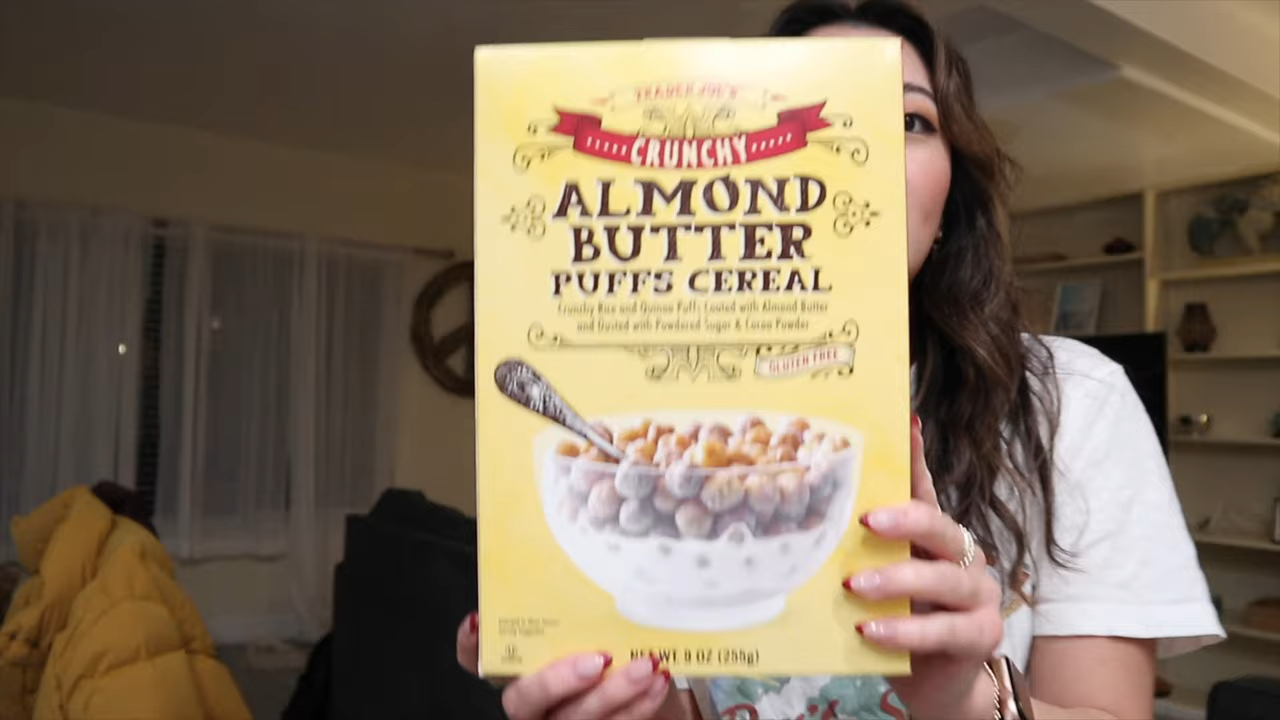 TRADER JOE'S
CRUNCHY
ALMOND
BUTTER
PUFFS CEREAL
Crunchy Rice and Quinoa Puffs Coated with Almond Butter
and Dusted with Powdered Sugar & Cocoa Powder
GLUTEN FREE
NET WT. 9 OZ (255g)